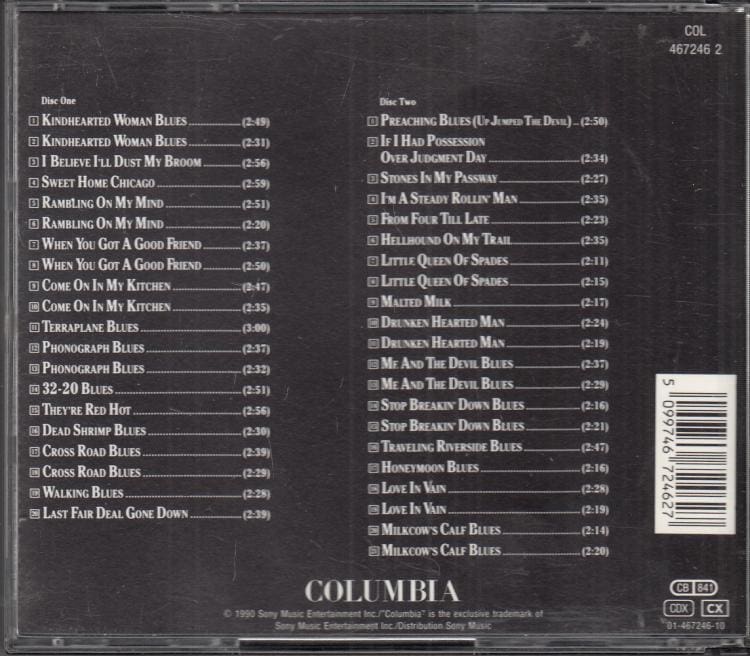 COL
467246 2
Disc One
1 KINDHEARTED WOMAN BLUES (2:49)
2 KINDHEARTED WOMAN BLUES (2:31)
3 I BELIEVE I'LL DUST MY BROOM (2:56)
4 SWEET HOME CHICAGO (2:59)
5 RAMBLING ON MY MIND (2:51)
6 RAMBLING ON MY MIND (2:20)
7 WHEN YOU GOT A GOOD FRIEND (2:37)
8 WHEN YOU GOT A GOOD FRIEND (2:50)
9 COME ON IN MY KITCHEN (2:47)
10 COME ON IN MY KITCHEN (2:35)
11 TERRAPLANE BLUES (3:00)
12 PHONOGRAPH BLUES (2:37)
13 PHONOGRAPH BLUES (2:32)
14 32-20 BLUES (2:51)
15 THEY'RE RED HOT (2:56)
16 DEAD SHRIMP BLUES (2:30)
17 CROSS ROAD BLUES (2:39)
18 CROSS ROAD BLUES (2:29)
19 WALKING BLUES (2:28)
20 LAST FAIR DEAL GONE DOWN (2:39)
Disc Two
1 PREACHING BLUES (UP JUMPED THE DEVIL) (2:50)
2 IF I HAD POSSESSION
OVER JUDGMENT DAY (2:34)
3 STONES IN MY PASSWAY (2:27)
4 I'M A STEADY ROLLIN' MAN (2:35)
5 FROM FOUR TILL LATE (2:23)
6 HELLHOUND ON MY TRAIL (2:35)
7 LITTLE QUEEN OF SPADES (2:11)
8 LITTLE QUEEN OF SPADES (2:15)
9 MALTED MILK (2:17)
10 DRUNKEN HEARTED MAN (2:24)
11 DRUNKEN HEARTED MAN (2:19)
12 ME AND THE DEVIL BLUES (2:37)
13 ME AND THE DEVIL BLUES (2:29)
14 STOP BREAKIN' DOWN BLUES (2:16)
15 STOP BREAKIN' DOWN BLUES (2:21)
16 TRAVELING RIVERSIDE BLUES (2:47)
17 HONEYMOON BLUES (2:16)
18 LOVE IN VAIN (2:28)
19 LOVE IN VAIN (2:19)
20 MILKCOW'S CALF BLUES (2:14)
21 MILKCOW'S CALF BLUES (2:20)
5 099746 724627
COLUMBIA
© 1990 Sony Music Entertainment Inc./"Columbia" is the exclusive trademark of
Sony Music Entertainment Inc./Distribution Sony Music
CB 841
CDX CX
01-467246-10